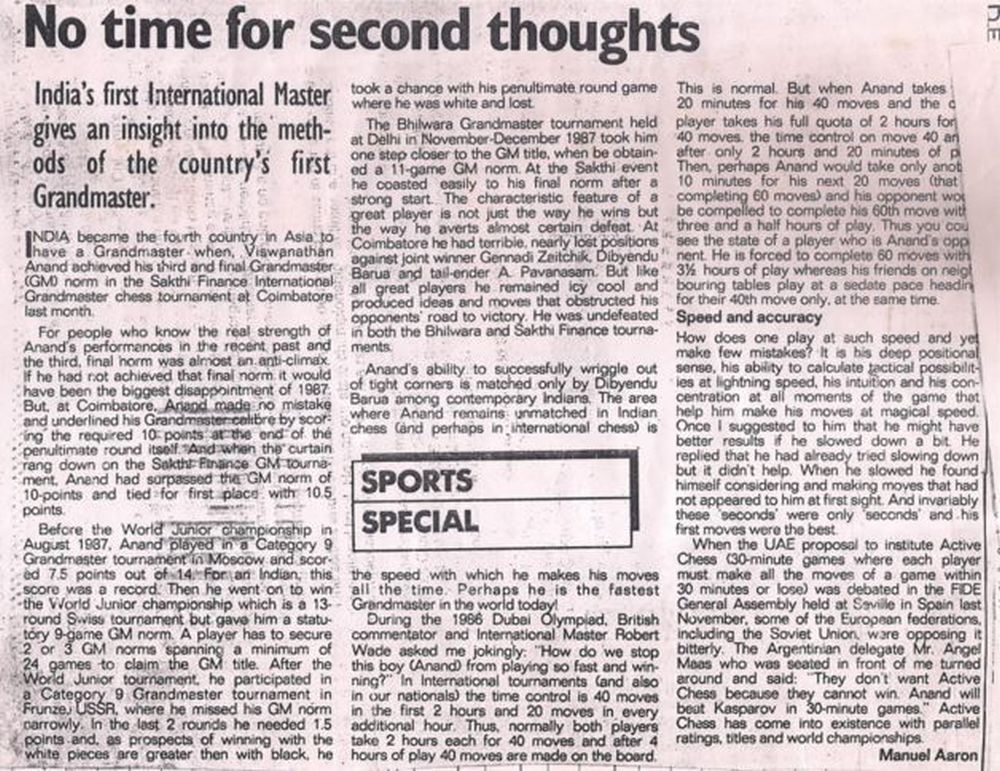 No time for second thoughts
India's first International Master
gives an insight into the meth-
ods of the country's first
Grandmaster.
INDIA became the fourth country in Asia to
have a Grandmaster when, Viswanathan
Anand achieved his third and final Grandmaster
(GM) norm in the Sakthi Finance International
Grandmaster chess tournament at Coimbatore
last month.
For people who know the real strength of
Anand's performances in the recent past and
the third, final norm was almost an anti-climax.
If he had not achieved that final norm it would
have been the biggest disappointment of 1987.
But, at Coimbatore, Anand made no mistake
and underlined his Grandmaster calibre by scor-
ing the required 10 points at the end of the
penultimate round itself. And when the curtain
rang down on the Sakthi Finance GM tourna-
ment, Anand had surpassed the GM norm of
10-points and tied for first place with 10.5
points.
Before the World Junior championship in
August 1987, Anand played in a Category 9
Grandmaster tournament in Moscow and scor-
ed 7.5 points out of 14. For an Indian, this
score was a record. Then he went on to win
the World Junior championship which is a 13-
round Swiss tournament but gave him a statu-
tory 9-game GM norm. A player has to secure
2 or 3 GM norms spanning a minimum of
24 games to claim the GM title. After the
World Junior tournament, he participated in
a Category 9 Grandmaster tournament in
Frunze, USSR, where he missed his GM norm
narrowly. In the last 2 rounds he needed 1.5
points and, as prospects of winning with the
white pieces are greater then with black, he
took a chance with his penultimate round game
where he was white and lost.
The Bhilwara Grandmaster tournament held
at Delhi in November-December 1987 took him
one step closer to the GM title, when be obtain-
ed a 11-game GM norm. At the Sakthi event
he coasted easily to his final norm after a
strong start. The characteristic feature of a
great player is not just the way he wins but
the way he averts almost certain defeat. At
Coimbatore he had terrible, nearly lost positions
against joint winner Gennadi Zeitchik, Dibyendu
Barua and tail-ender A. Pavanasam. But like
all great players he remained icy cool and
produced ideas and moves that obstructed his
opponents' road to victory. He was undefeated
in both the Bhilwara and Sakthi Finance tourna-
ments.
Anand's ability to successfully wriggle out
of tight corners is matched only by Dibyendu
Barua among contemporary Indians. The area
where Anand remains unmatched in Indian
chess (and perhaps in international chess) is
SPORTS
SPECIAL
the speed with which he makes his moves
all the time. Perhaps he is the fastest
Grandmaster in the world today!
During the 1986 Dubai Olympiad, British
commentator and International Master Robert
Wade asked me jokingly: "How do we stop
this boy (Anand) from playing so fast and win-
ning?" In International tournaments (and also
in our nationals) the time control is 40 moves
in the first 2 hours and 20 moves in every
additional hour. Thus, normally both players
take 2 hours each for 40 moves and after 4
hours of play 40 moves are made on the board.
This is normal. But when Anand takes
20 minutes for his 40 moves and the
player takes his full quota of 2 hours for
40 moves, the time control on move 40
after only 2 hours and 20 minutes of
Then, perhaps Anand would take only
10 minutes for his next 20 moves (that
completing 60 moves) and his opponent
be compelled to complete his 60th move
three and a half hours of play. Thus you
see the state of a player who is Anand's opp
nent. He is forced to complete 60 moves with
3½ hours of play whereas his friends on neig
bouring tables play at a sedate pace headin
for their 40th move only, at the same time.
Speed and accuracy
How does one play at such speed and yet
make few mistakes? It is his deep positional
sense, his ability to calculate tactical possibilit-
ies at lightning speed, his intuition and his con-
centration at all moments of the game that
help him make his moves at magical speed.
Once I suggested to him that he might have
better results if he slowed down a bit. He
replied that he had already tried slowing down
but it didn't help. When he slowed he found
himself considering and making moves that had
not appeared to him at first sight. And invariably
these 'seconds' were only 'seconds' and his
first moves were the best.
When the UAE proposal to institute Active
Chess (30-minute games where each player
must make all the moves of a game within
30 minutes or lose) was debated in the FIDE
General Assembly held at Seville in Spain last
November, some of the European federations,
including the Soviet Union, were opposing it
bitterly. The Argentinian delegate Mr. Angel
Maas who was seated in front of me turned
around and said: "They don't want Active
Chess because they cannot win. Anand will
beat Kasparov in 30-minute games." Active
Chess has come into existence with parallel
ratings, titles and world championships.
Manuel Aaron